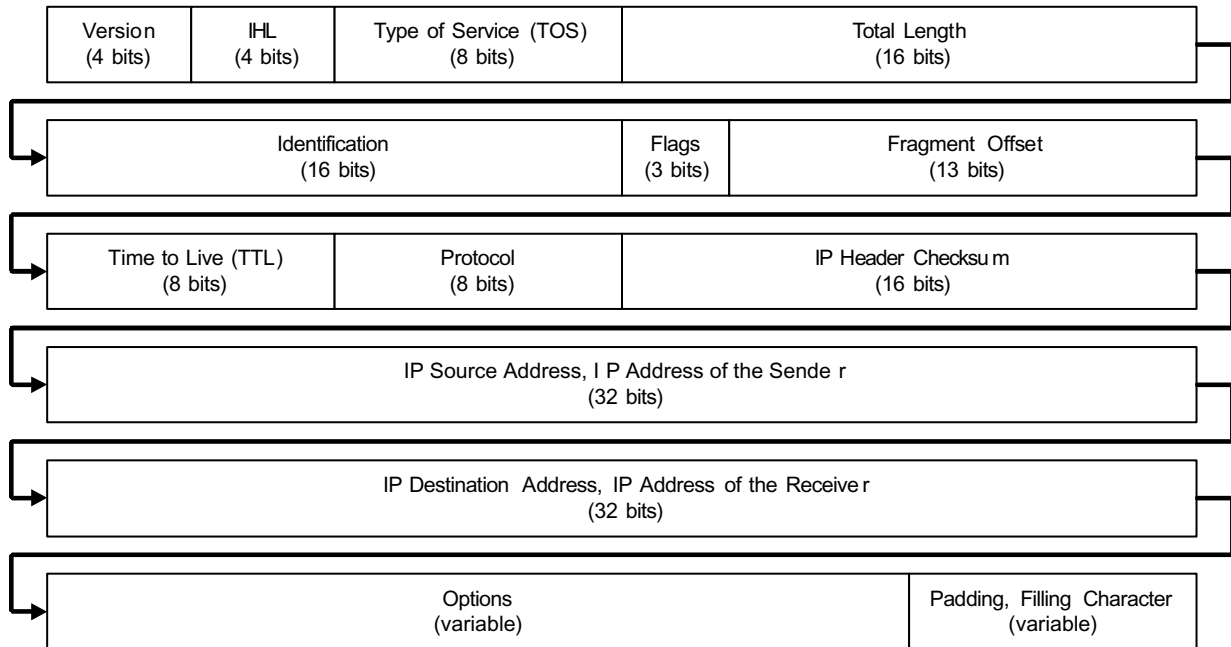 Version
(4 bits)
IHL
(4 bits)
Type of Service (TOS)
(8 bits)
Total Length
(16 bits)
Identification
(16 bits)
Flags
(3 bits)
Fragment Offset
(13 bits)
Time to Live (TTL)
(8 bits)
Protocol
(8 bits)
IP Header Checksum
(16 bits)
IP Source Address, I P Address of the Sende r
(32 bits)
IP Destination Address, IP Address of the Receive r
(32 bits)
Options
(variable)
Padding, Filling Character
(variable)